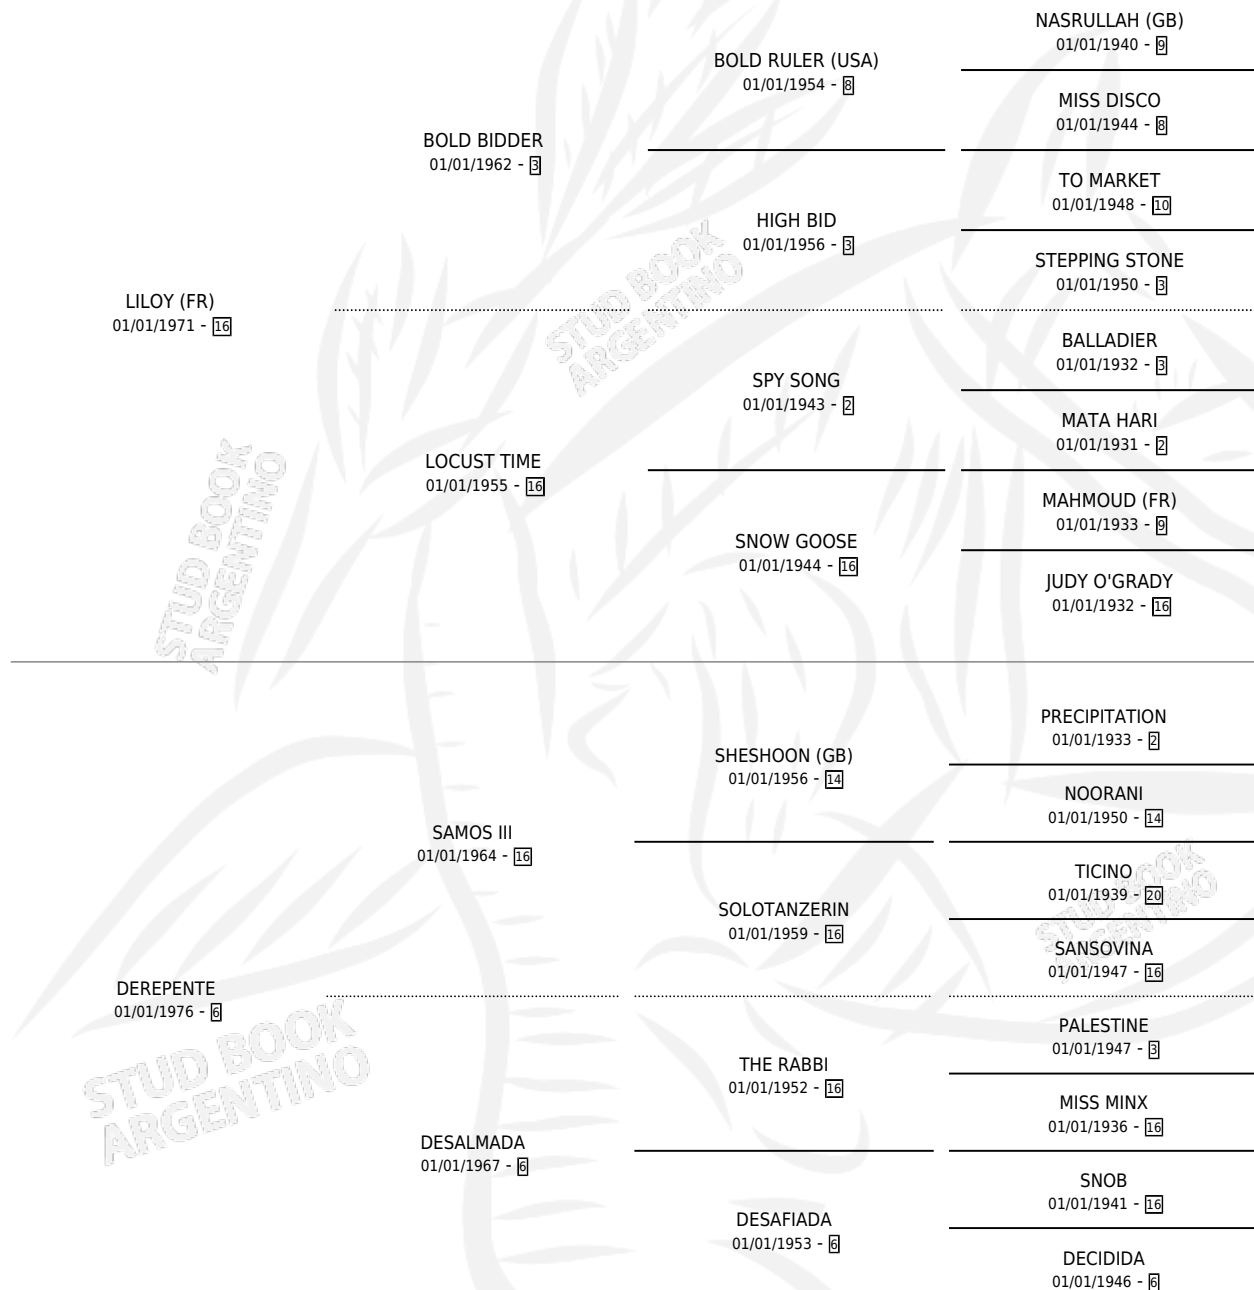 NASRULLAH (GB)
01/01/1940 - 9
BOLD RULER (USA)
01/01/1954 - 8
MISS DISCO
01/01/1944 - 8
BOLD BIDDER
01/01/1962 - 3
TO MARKET
01/01/1948 - 10
HIGH BID
01/01/1956 - 3
STEPPING STONE
01/01/1950 - 3
LILOY (FR)
01/01/1971 - 16
BALLADIER
01/01/1932 - 3
SPY SONG
01/01/1943 - 2
MATA HARI
01/01/1931 - 2
LOCUST TIME
01/01/1955 - 16
MAHMOUD (FR)
01/01/1933 - 9
SNOW GOOSE
01/01/1944 - 16
JUDY O'GRADY
01/01/1932 - 16
PRECIPITATION
01/01/1933 - 2
SHESHOON (GB)
01/01/1956 - 14
NOORANI
01/01/1950 - 14
SAMOS III
01/01/1964 - 16
TICINO
01/01/1939 - 20
SOLOTANZERIN
01/01/1959 - 16
SANSOVINA
01/01/1947 - 16
DEREPENTE
01/01/1976 - 6
PALESTINE
01/01/1947 - 3
THE RABBI
01/01/1952 - 16
MISS MINX
01/01/1936 - 16
DESALMADA
01/01/1967 - 6
SNOB
01/01/1941 - 16
DESAFIADA
01/01/1953 - 6
DECIDIDA
01/01/1946 - 6
STUD BOOK
ARGENTINO
STUD BOOK
ARGENTINO
STUD BOOK
ARGENTINO
STUD BOOK
ARGENTINO